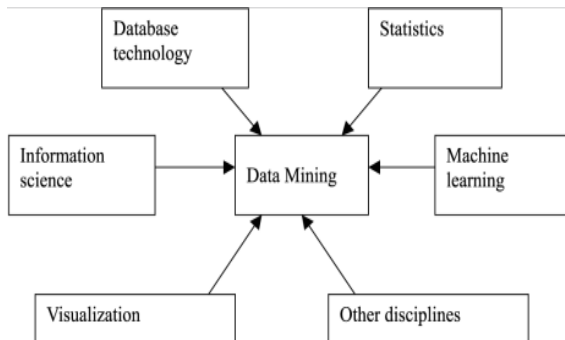 Database
technology
Statistics
Information
science
Data Mining
Machine
learning
Visualization
Other disciplines